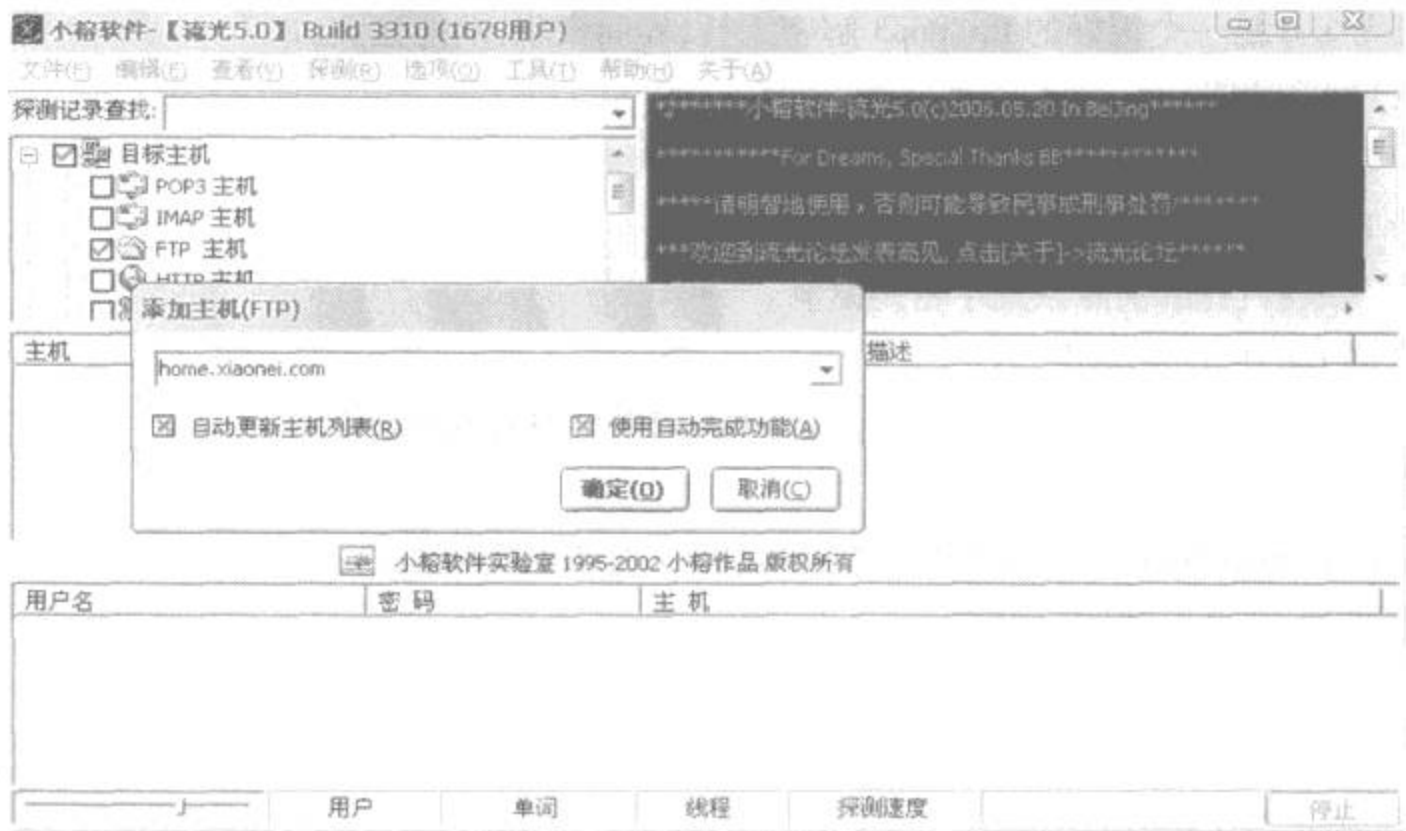 小榕软件-【流光5.0】 Build 3310 (1678用户)
文件(F) 编辑(E) 查看(V) 探测(R) 选项(O) 工具(T) 帮助(H) 关于(A)
探测记录查找:
目标主机
POP3 主机
IMAP 主机
FTP 主机
HTTP 主机
********小榕软件-流光5.0(c)2006.05.20 In BeiJing******
***********For Dreams, Special Thanks BB*************
*****请明智地使用，否则可能导致民事或刑事处罚!*******
***欢迎到流光论坛发表高见, 点击[关于]->流光论坛******
添加主机(FTP)
主机
描述
home.xiaonei.com
自动更新主机列表(R)
使用自动完成功能(A)
确定(O)
取消(C)
小榕软件实验室 1995-2002 小榕作品 版权所有
用户名
密 码
主 机
用户
单词
线程
探测速度
停止